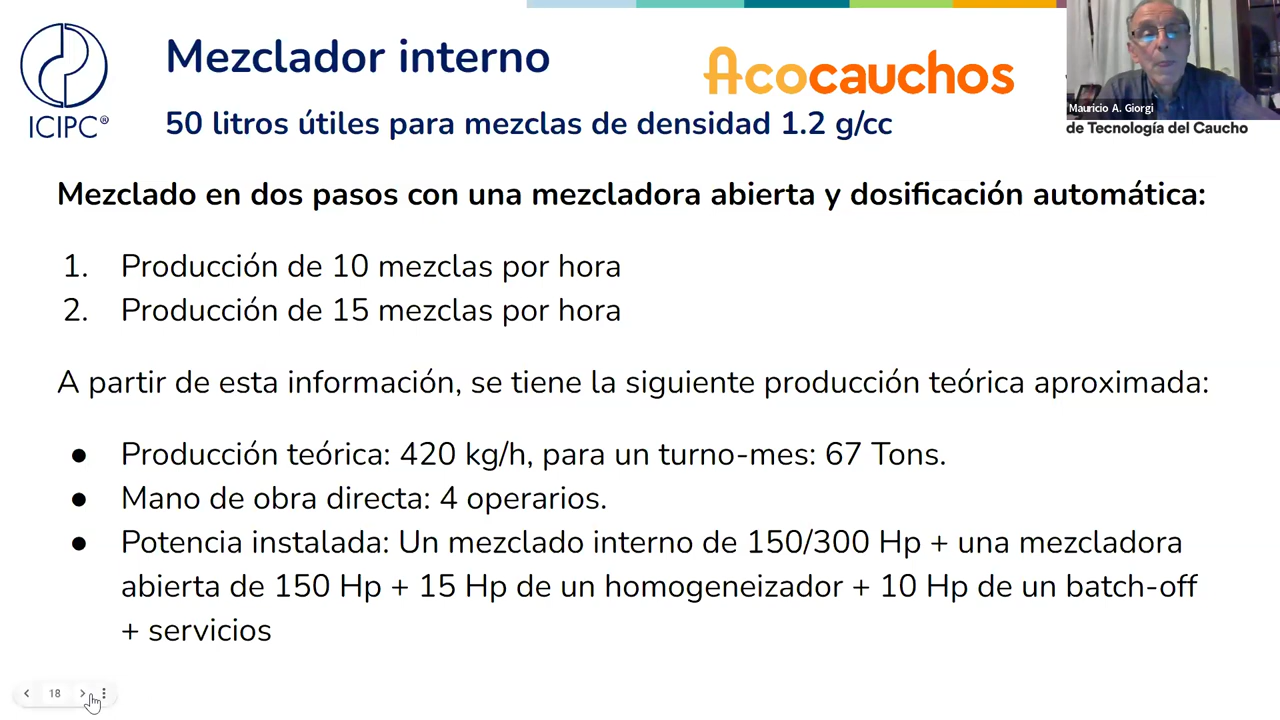 Mezclador interno
Acocauchos
ICIPC®
50 litros útiles para mezclas de densidad 1.2 g/cc
Mauricio A. Giorgi
de Tecnología del Caucho
Mezclado en dos pasos con una mezcladora abierta y dosificación automática:
1. Producción de 10 mezclas por hora
2. Producción de 15 mezclas por hora
A partir de esta información, se tiene la siguiente producción teórica aproximada:
● Producción teórica: 420 kg/h, para un turno-mes: 67 Tons.
● Mano de obra directa: 4 operarios.
● Potencia instalada: Un mezclado interno de 150/300 Hp + una mezcladora
abierta de 150 Hp + 15 Hp de un homogeneizador + 10 Hp de un batch-off
+ servicios
18